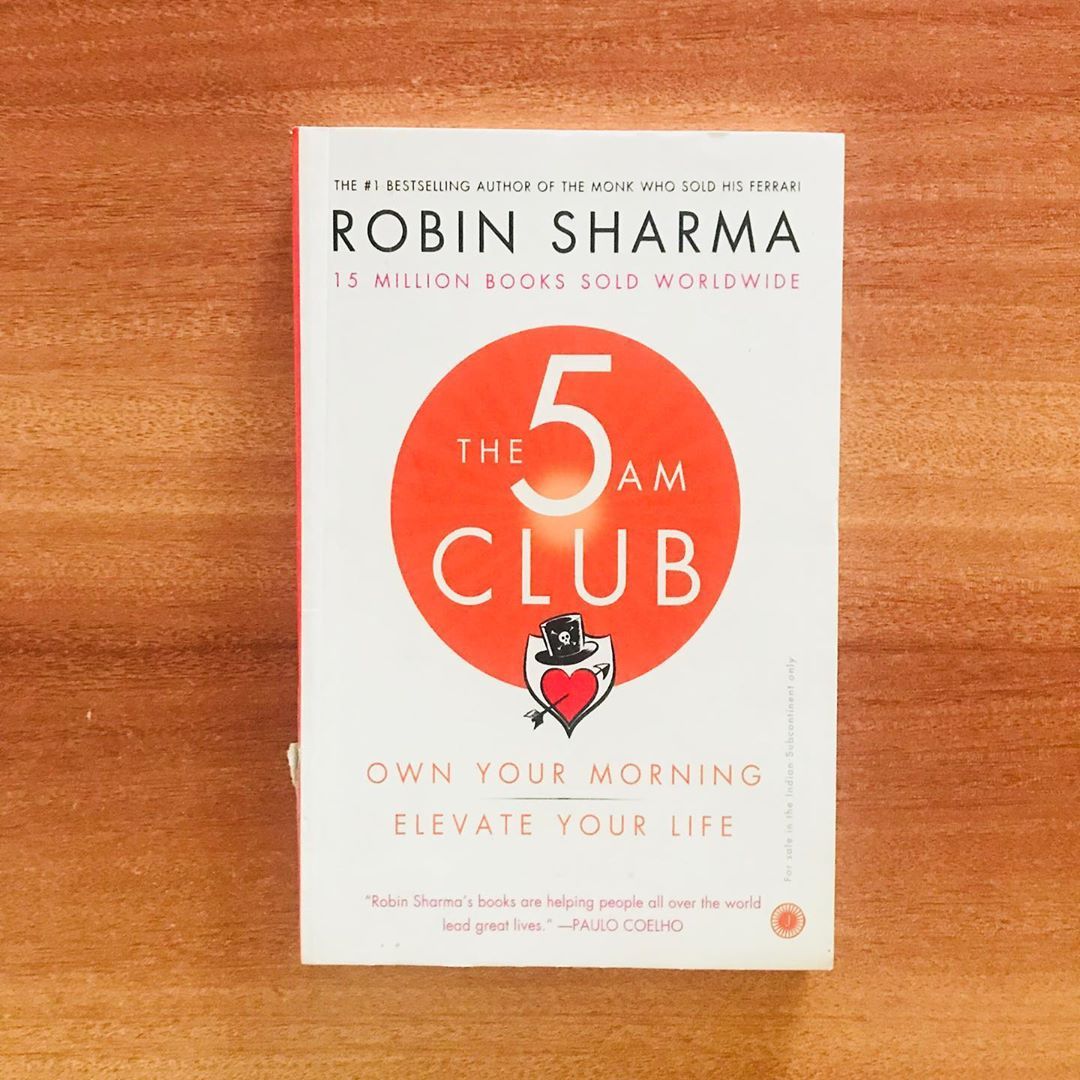 THE #1 BESTSELLING AUTHOR OF THE MONK WHO SOLD HIS FERRARI
ROBIN SHARMA
15 MILLION BOOKS SOLD WORLDWIDE
THE 5 AM
CLUB
OWN YOUR MORNING
ELEVATE YOUR LIFE
For sale in the Indian Subcontinent only
“Robin Sharma’s books are helping people all over the world
lead great lives.” —PAULO COELHO
J